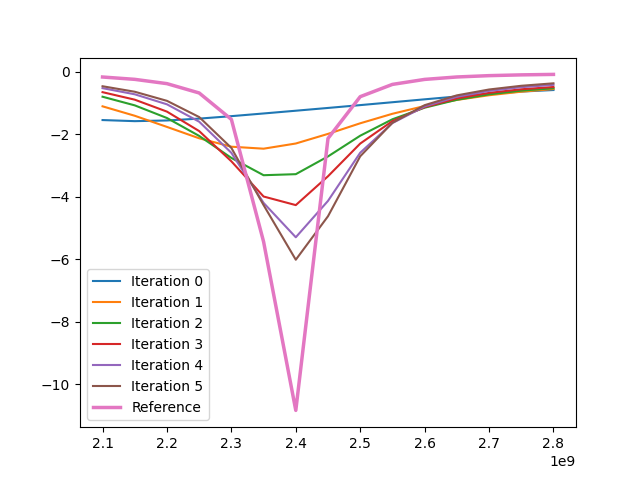 0
−2
−4
−6
−8
−10
Iteration 0
Iteration 1
Iteration 2
Iteration 3
Iteration 4
Iteration 5
Reference
2.1 2.2 2.3 2.4 2.5 2.6 2.7 2.8
1e9